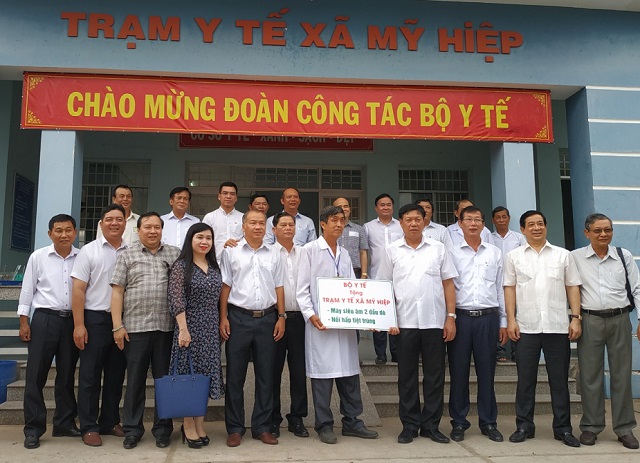 TRẠM Y TẾ XÃ MỸ HIỆP
CHÀO MỪNG ĐOÀN CÔNG TÁC BỘ Y TẾ
CƠ SỞ Y TẾ - XANH - SẠCH - ĐẸP
BỘ Y TẾ
Tặng
TRẠM Y TẾ XÃ MỸ HIỆP
- Máy siêu âm 2 đầu dò
- Nồi hấp tiệt trùng